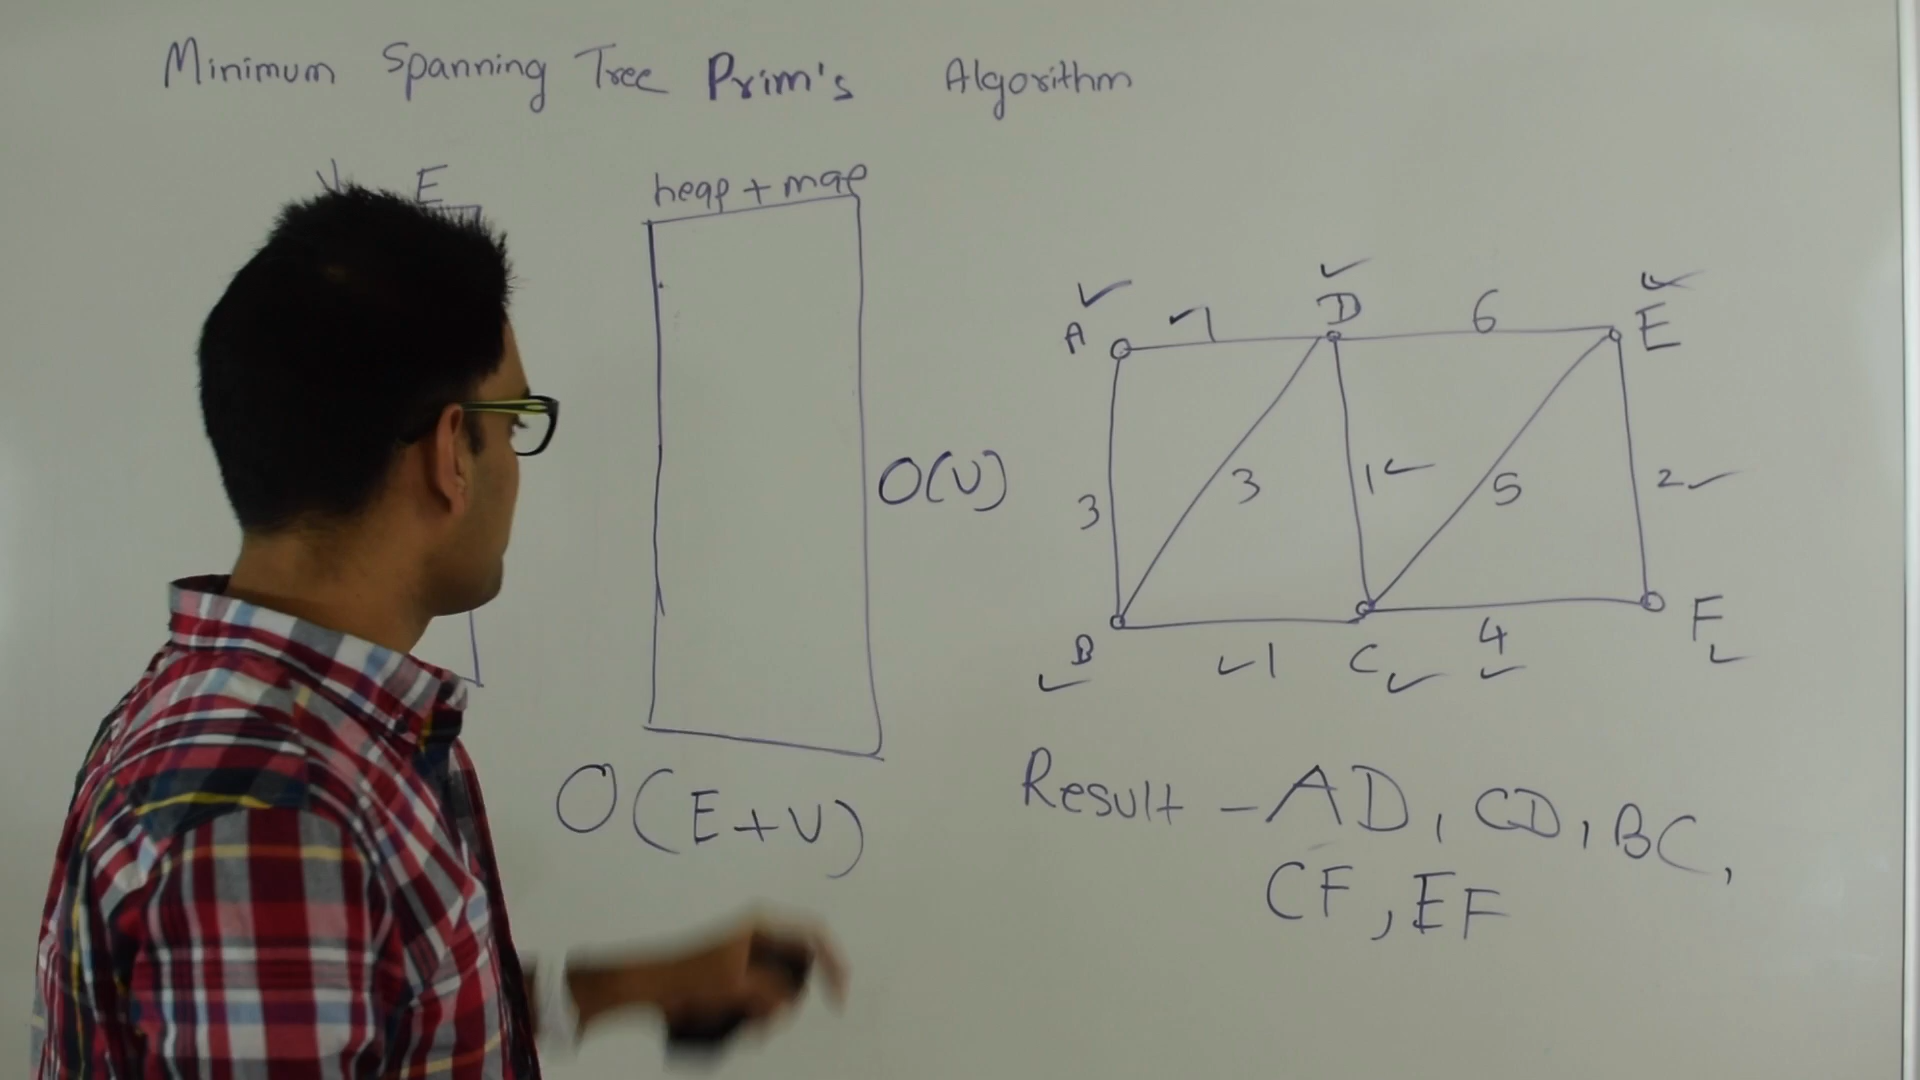 Minimum Spanning Tree Prim's Algorithm
V E
heap + map
O(V)
O(E+V)
A 1 D 6 E
3 3 1 5 2
B 1 C 4 F
Result - AD, CD, BC,
CF, EF